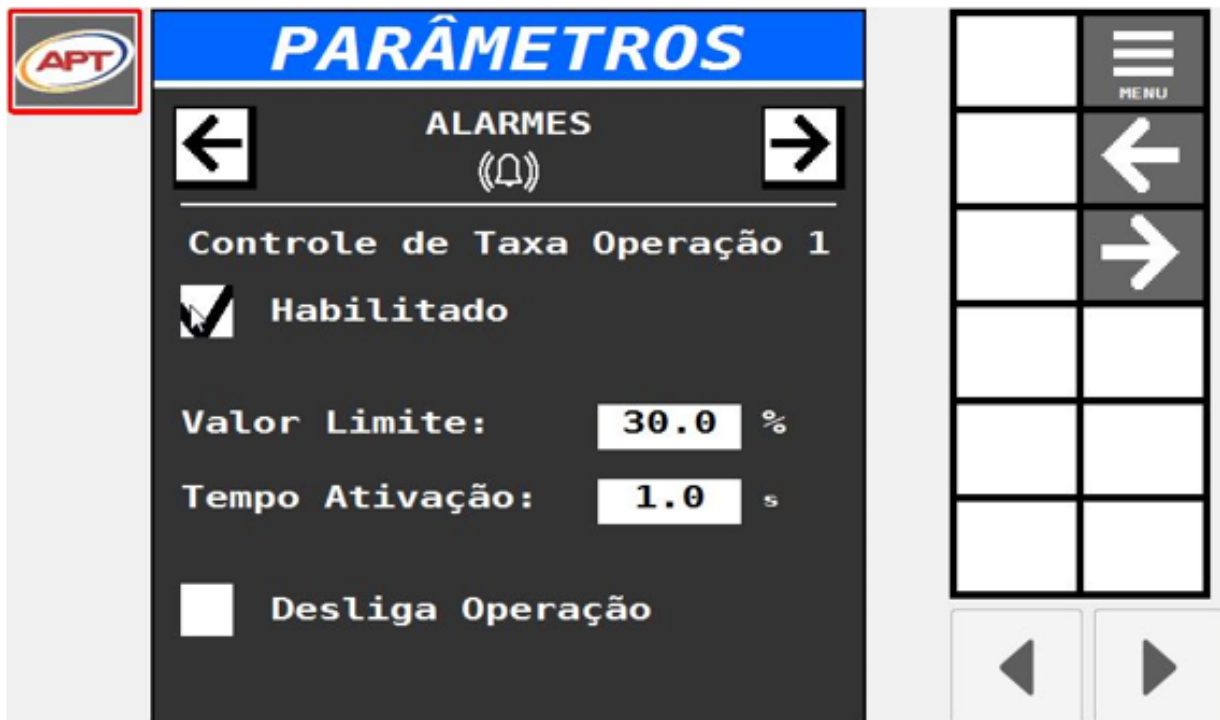 APT
PARÂMETROS
MENU
ALARMES
Controle de Taxa Operação 1
Habilitado
Valor Limite: 30.0 %
Tempo Ativação: 1.0 s
Desliga Operação